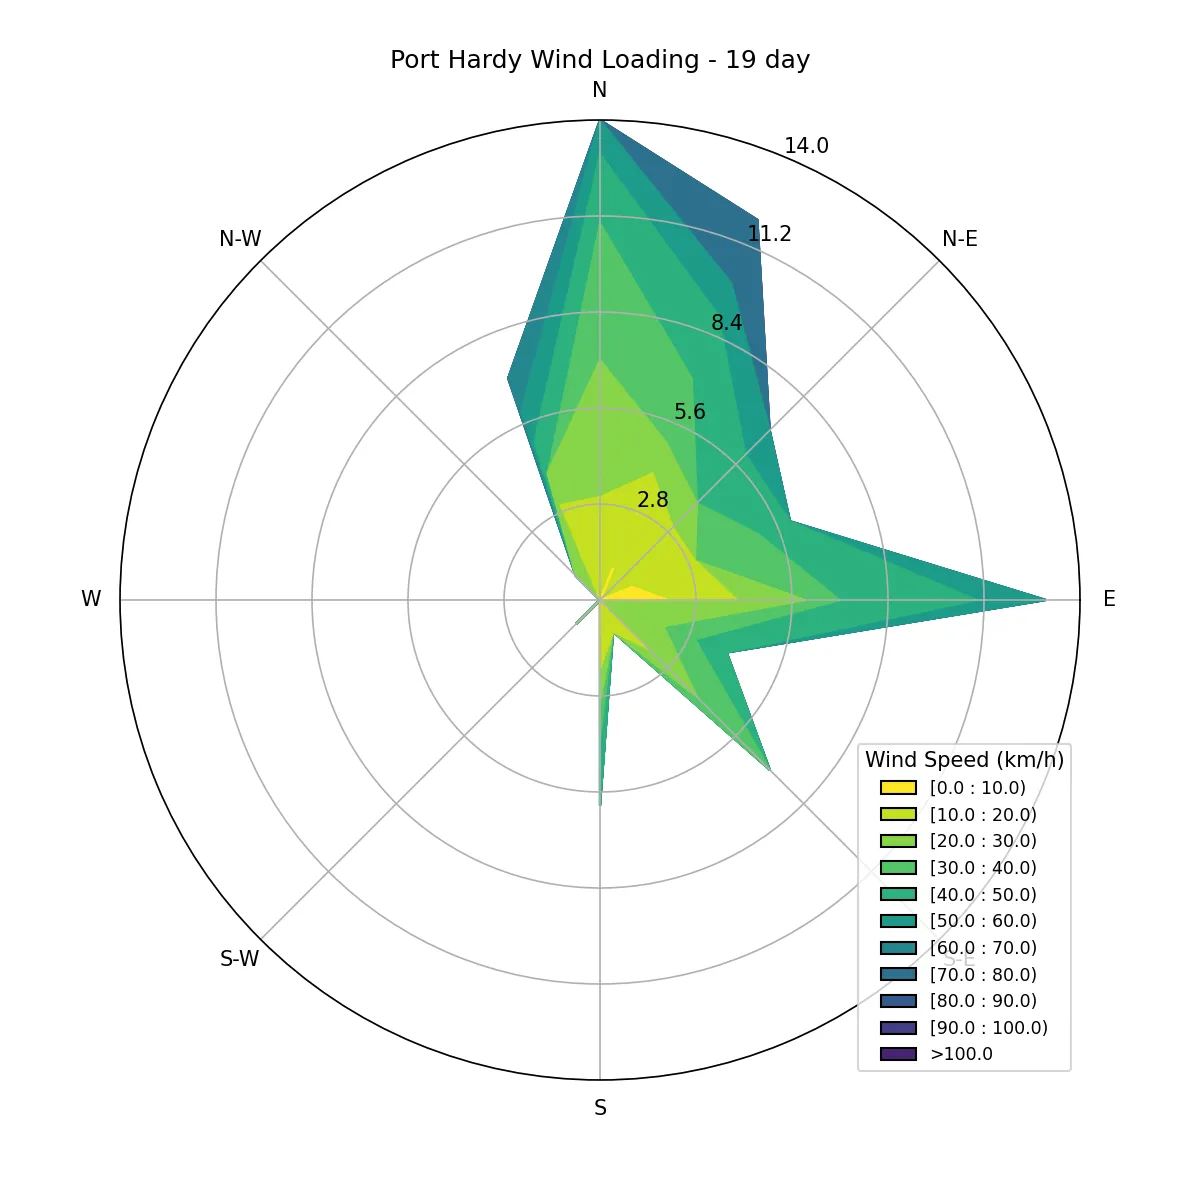 Port Hardy Wind Loading - 19 day
N
14.0
N-W
11.2
N-E
8.4
5.6
2.8
W
E
Wind Speed (km/h)
[0.0 : 10.0)
[10.0 : 20.0)
[20.0 : 30.0)
[30.0 : 40.0)
[40.0 : 50.0)
[50.0 : 60.0)
[60.0 : 70.0)
[70.0 : 80.0)
[80.0 : 90.0)
[90.0 : 100.0)
>100.0
S-W
S-E
S